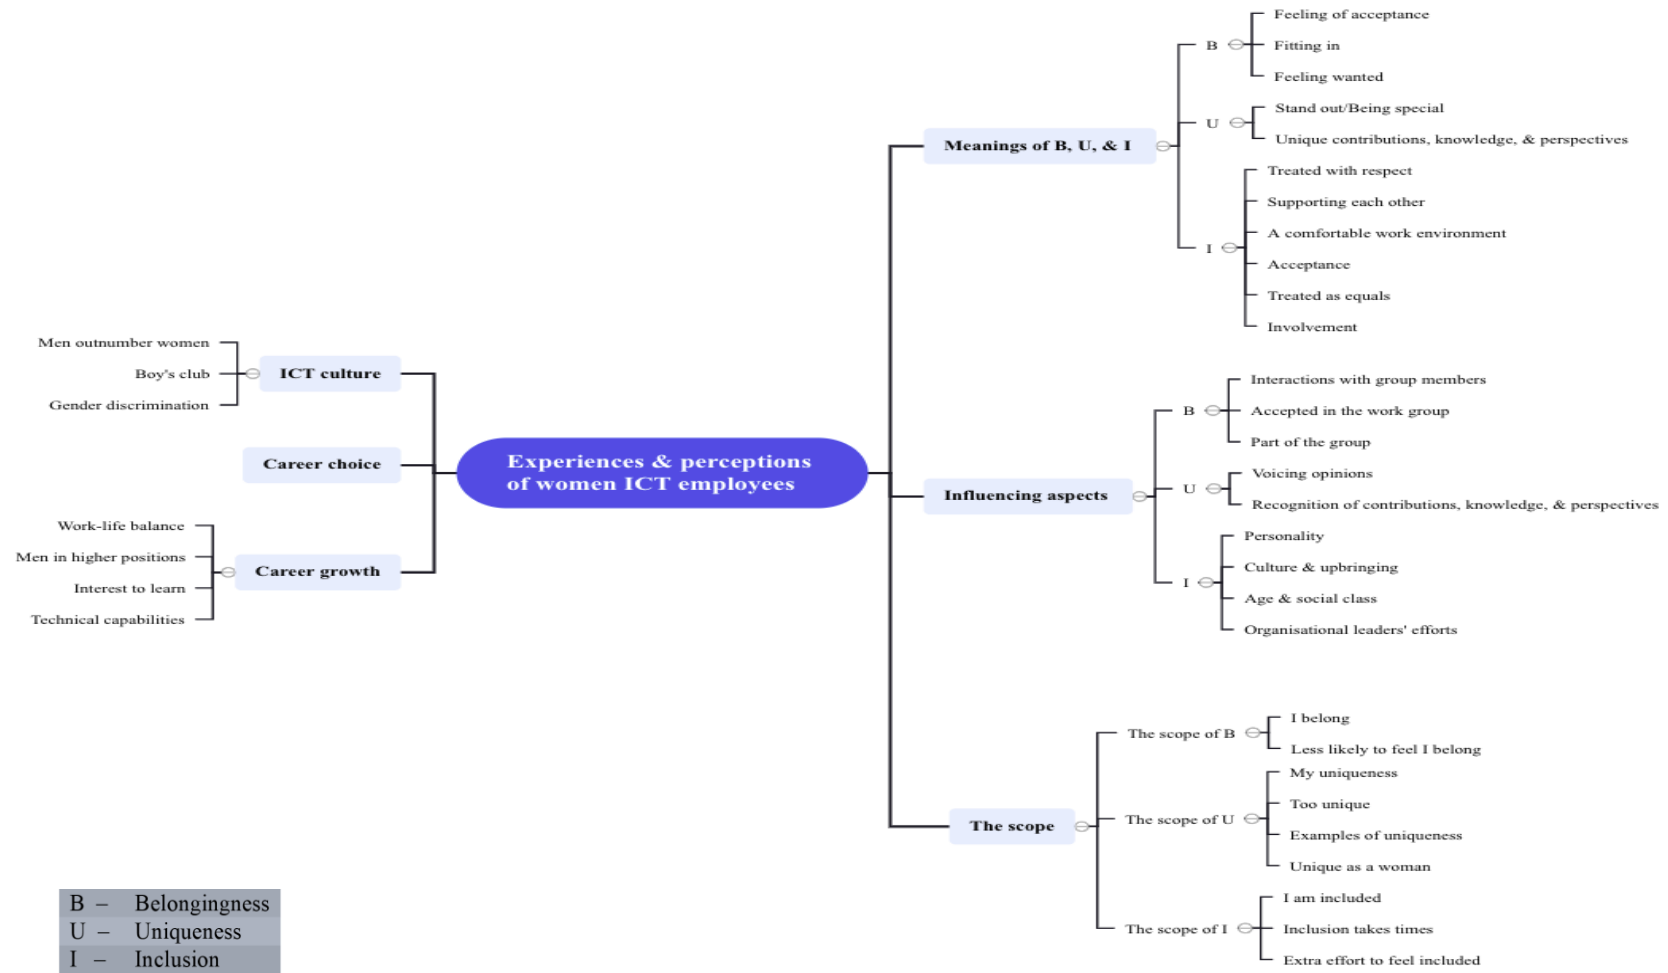 Experiences & perceptions
of women ICT employees
ICT culture
Men outnumber women
Boy's club
Gender discrimination
Career choice
Career growth
Work-life balance
Men in higher positions
Interest to learn
Technical capabilities
Meanings of B, U, & I
B
Feeling of acceptance
Fitting in
Feeling wanted
U
Stand out/Being special
Unique contributions, knowledge, & perspectives
I
Treated with respect
Supporting each other
A comfortable work environment
Acceptance
Treated as equals
Involvement
Influencing aspects
B
Interactions with group members
Accepted in the work group
Part of the group
U
Voicing opinions
Recognition of contributions, knowledge, & perspectives
I
Personality
Culture & upbringing
Age & social class
Organisational leaders' efforts
The scope
The scope of B
I belong
Less likely to feel I belong
The scope of U
My uniqueness
Too unique
Examples of uniqueness
Unique as a woman
The scope of I
I am included
Inclusion takes times
Extra effort to feel included
B – Belongingness
U – Uniqueness
I – Inclusion